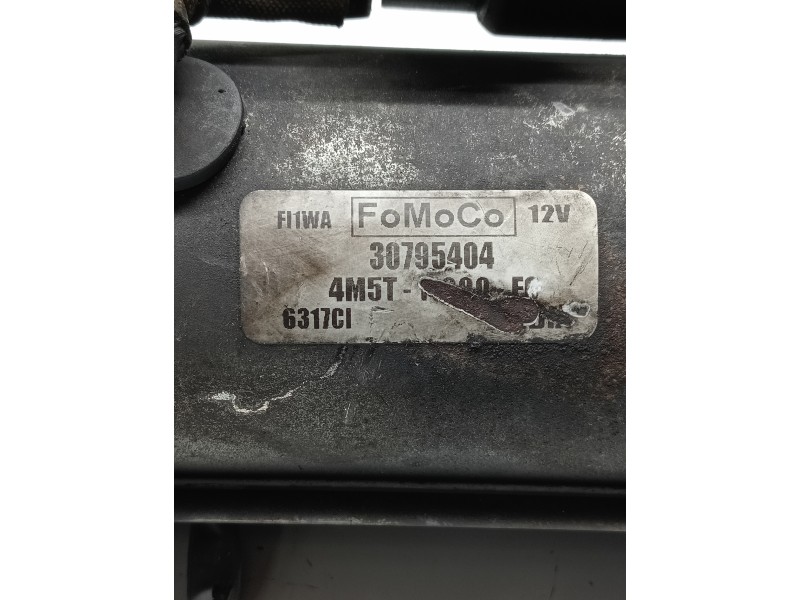 FI1WA FoMoCo 12V
30795404
4M5T-
6317CI